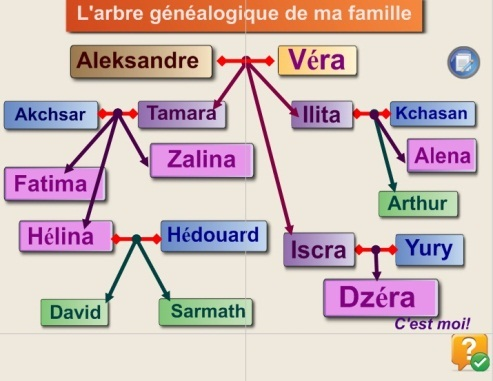 L'arbre généalogique de ma famille
Aleksandre Véra
Akchsar Tamara Ilita Kchasan
Zalina Alena
Fatima
Arthur
Hélina Hédouard
Iscra Yury
Dzéra
David Sarmath
C'est moi!
?